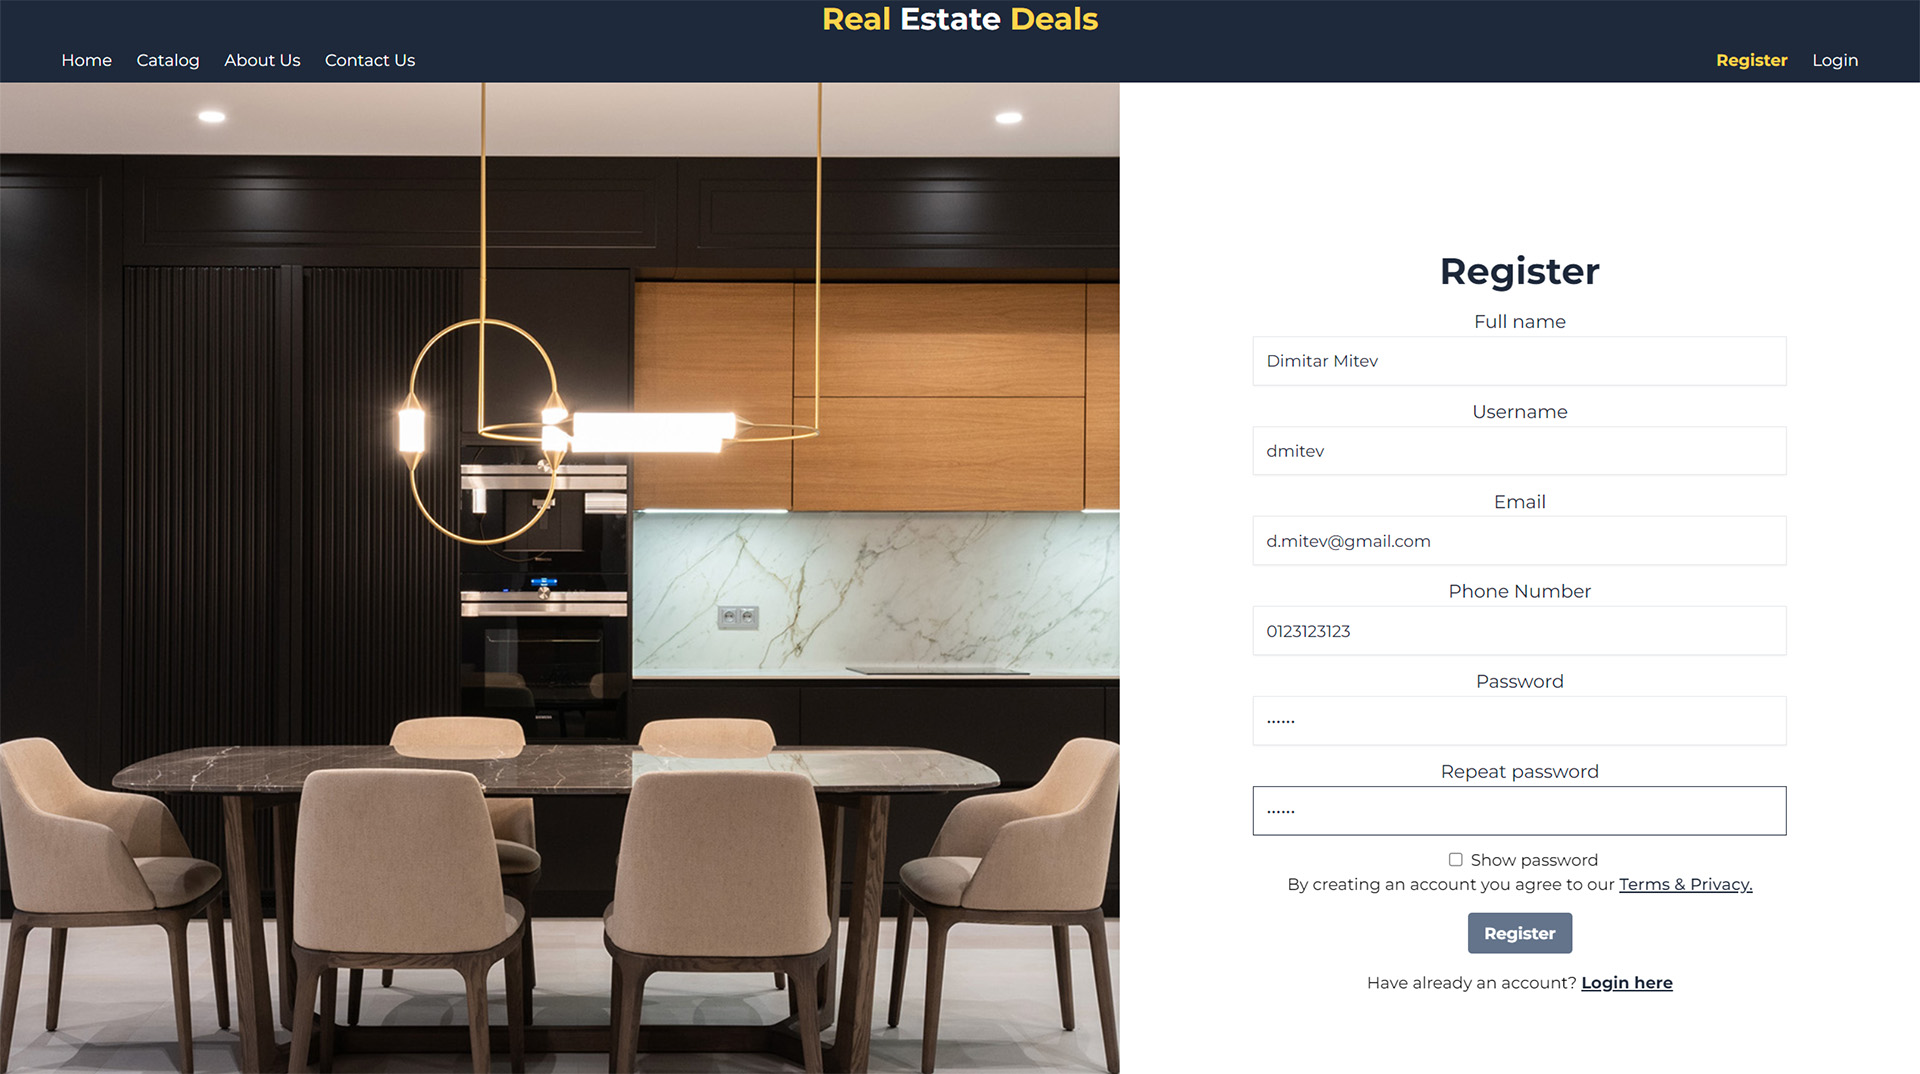 Real Estate Deals
Home Catalog About Us Contact Us Register Login
Register
Full name
Dimitar Mitev
Username
dmitev
Email
d.mitev@gmail.com
Phone Number
0123123123
Password
••••••
Repeat password
••••••
Show password
By creating an account you agree to our Terms & Privacy.
Register
Have already an account? Login here